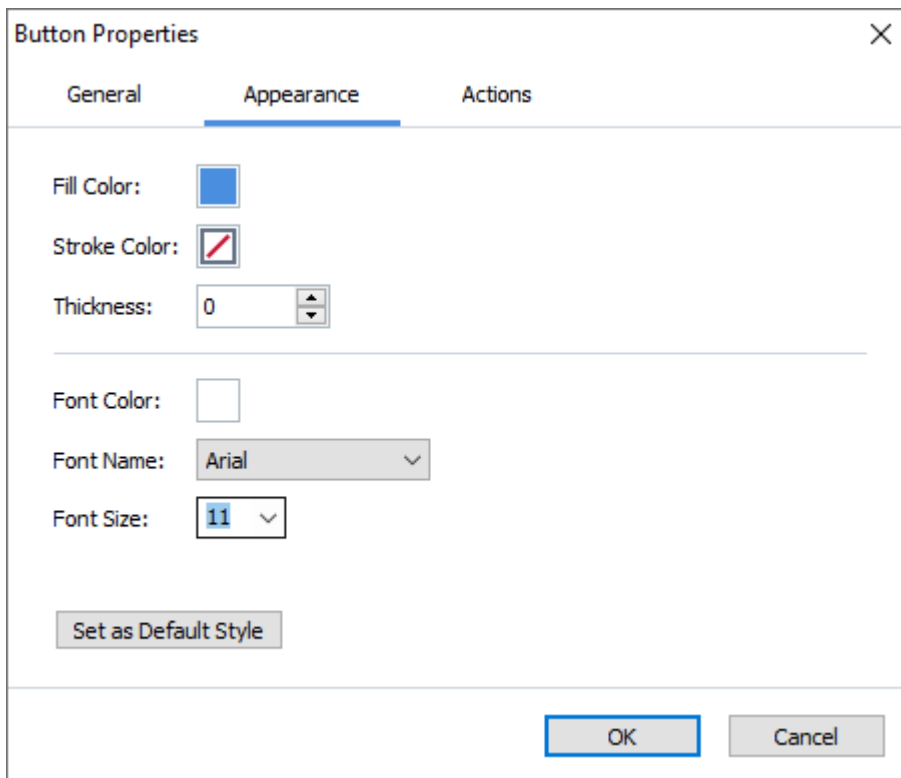 Button Properties
General Appearance Actions
Fill Color:
Stroke Color:
Thickness: 0
Font Color:
Font Name: Arial
Font Size: 11
Set as Default Style
OK Cancel